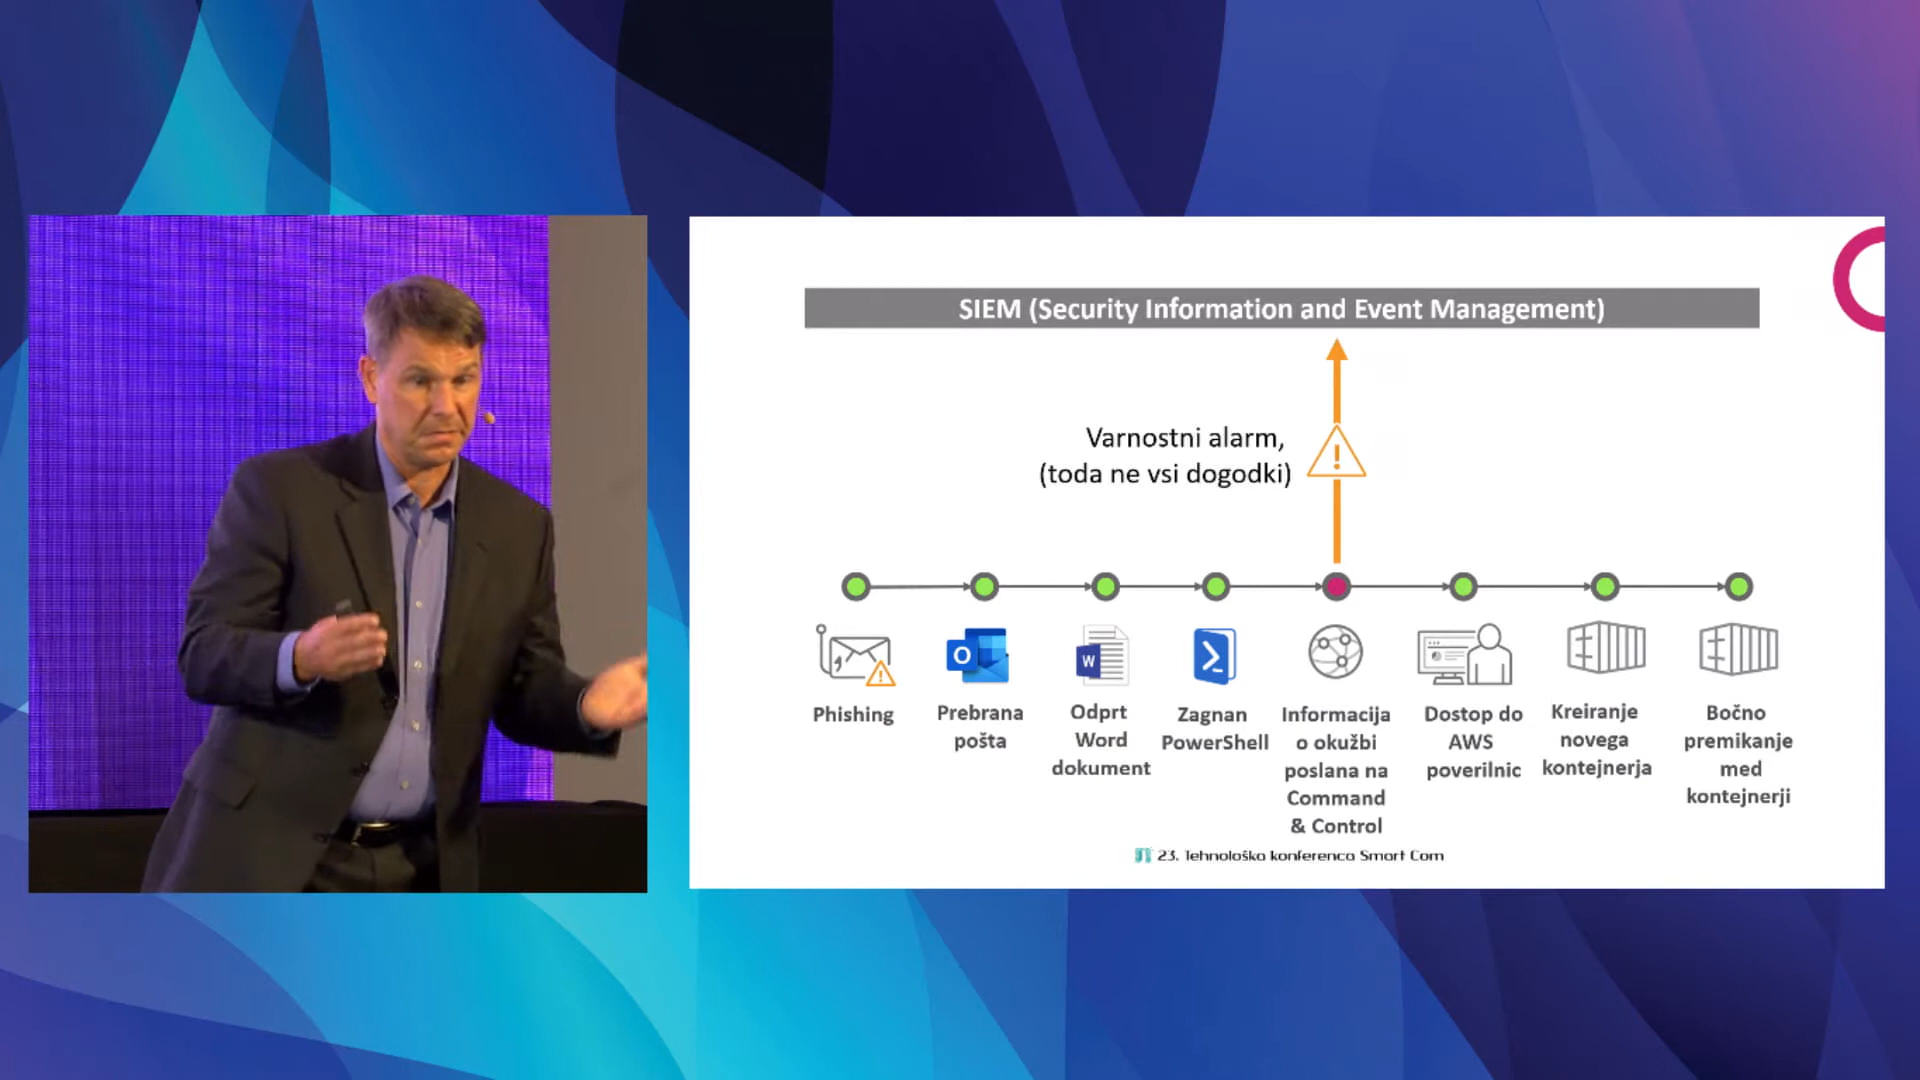 SIEM (Security Information and Event Management)
Varnostni alarm,
(toda ne vsi dogodki)
Phishing
Prebrana
pošta
Odprt
Word
dokument
Zagnan
PowerShell
Informacija
o okužbi
poslana na
Command
& Control
Dostop do
AWS
poverilnic
Kreiranje
novega
kontejnerja
Bočno
premikanje
med
kontejnerji
O
W
23. Tehnološka konferenca Smart Com